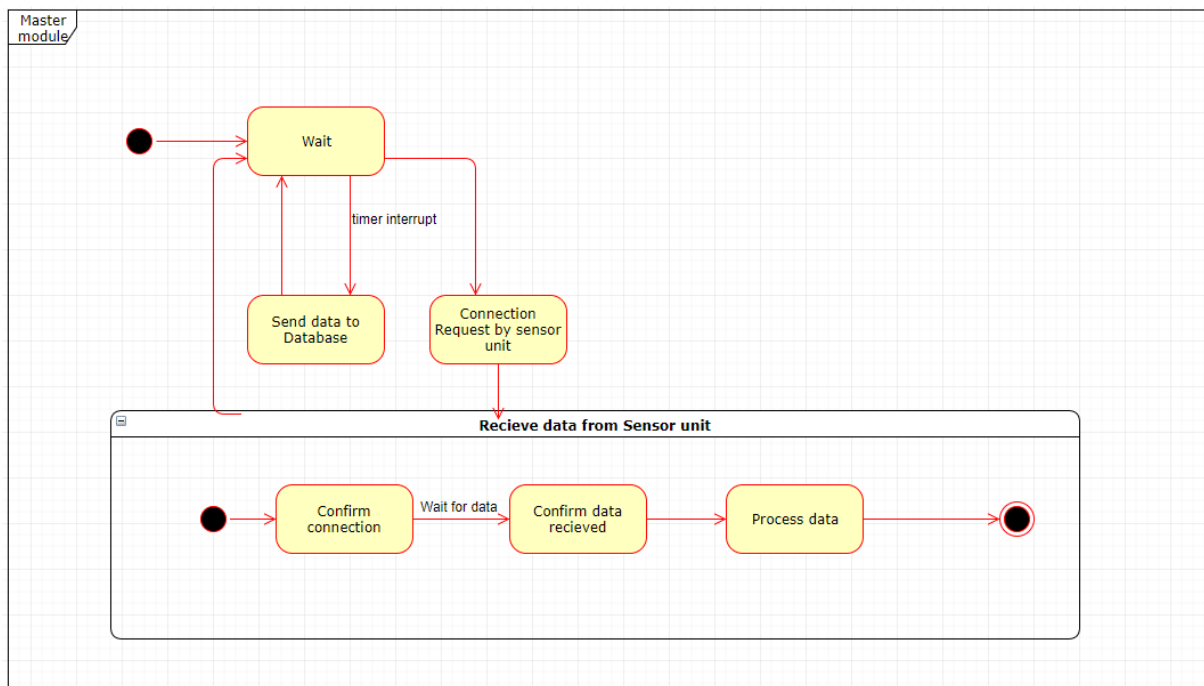 Master
module
Wait
timer interrupt
Send data to
Database
Connection
Request by sensor
unit
Recieve data from Sensor unit
Confirm
connection
Wait for data
Confirm data
recieved
Process data